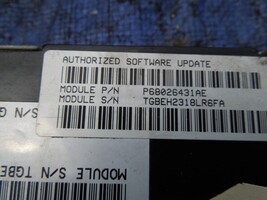 AUTHORIZED SOFTWARE UPDATE
MODULE P/N P68026431AE
MODULE S/N TGBEH2318LR6FA
MODULE S/N TGBE